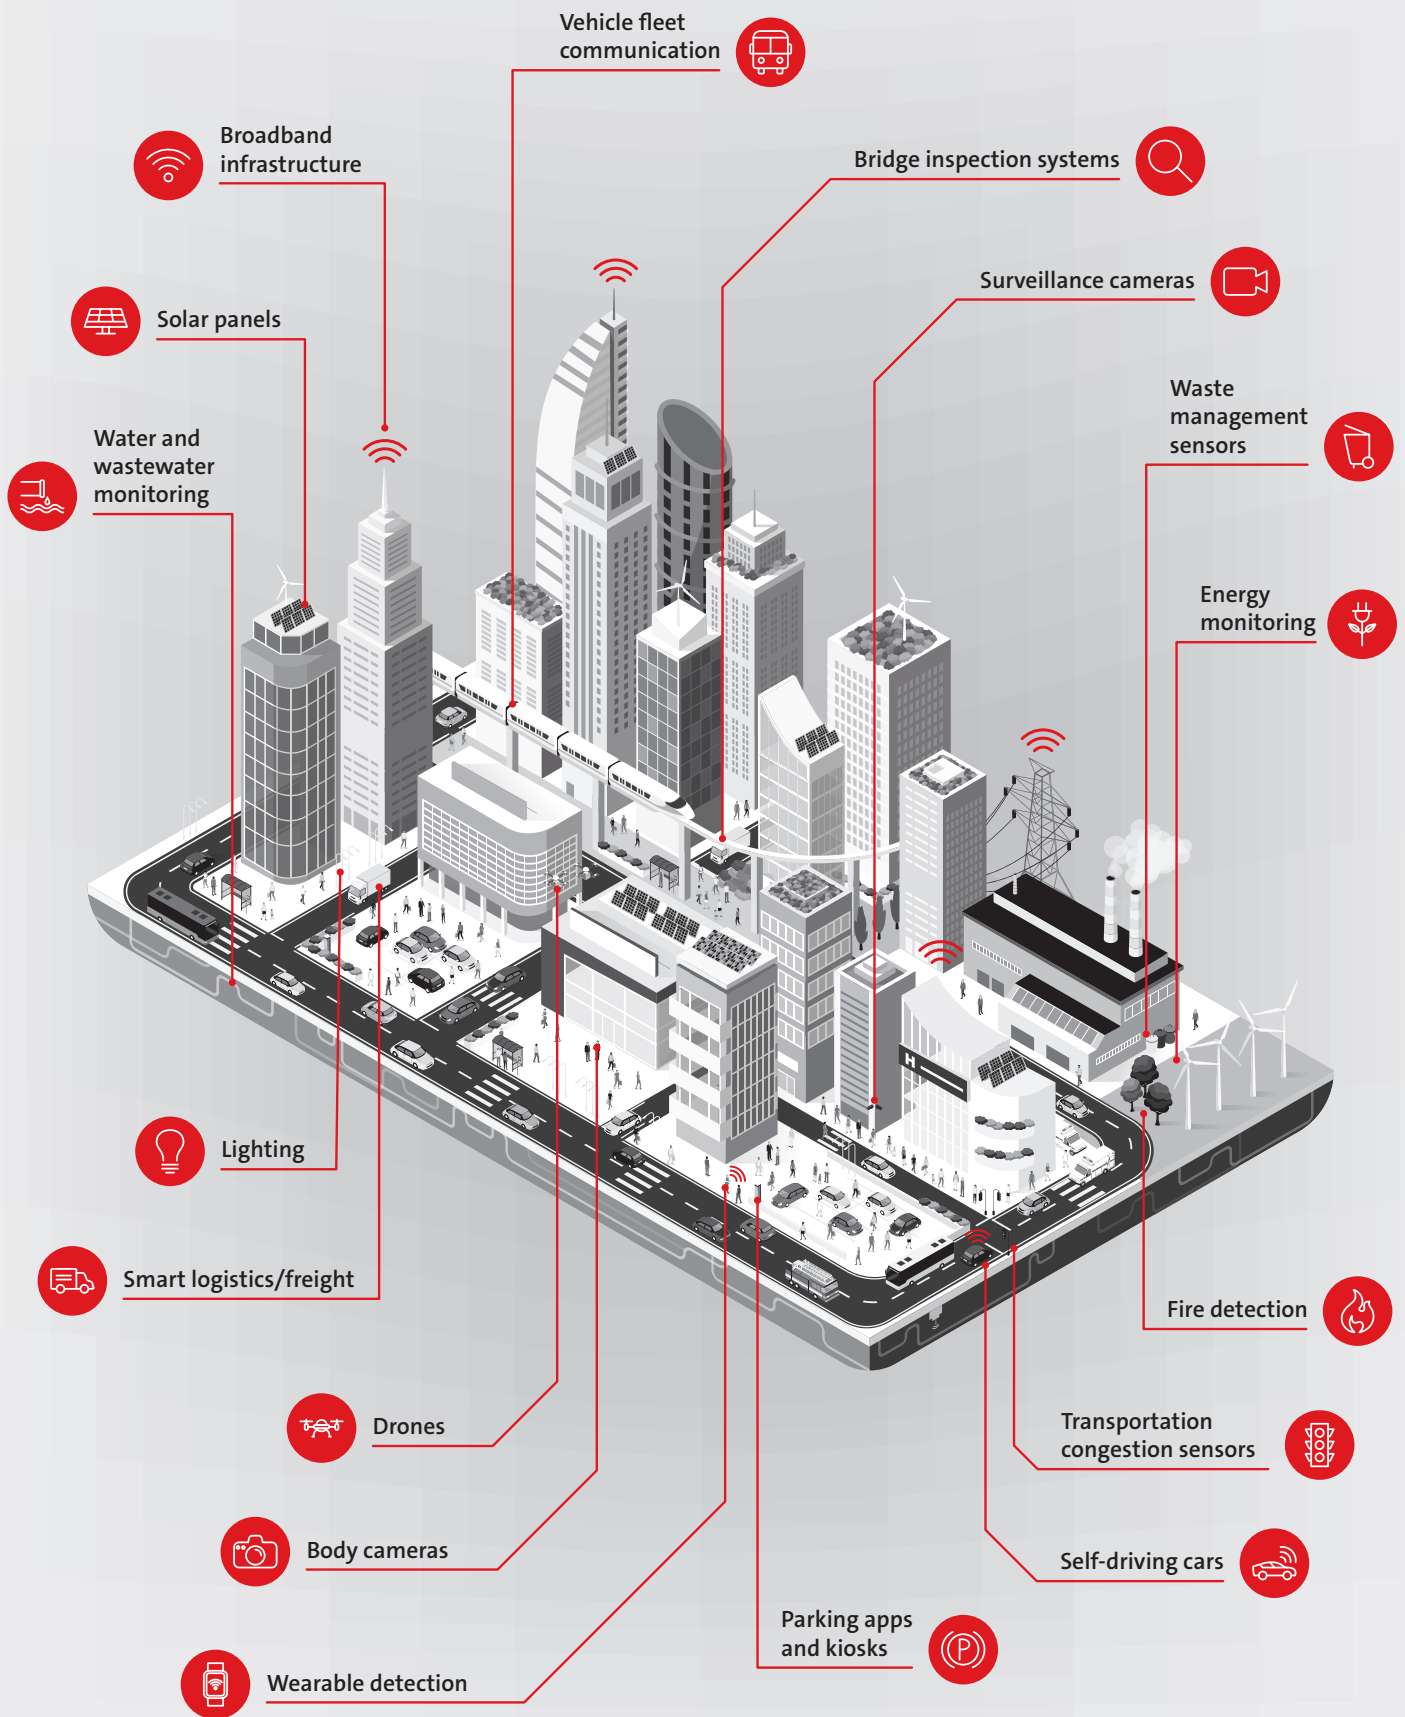 Vehicle fleet
communication
Broadband
infrastructure
Bridge inspection systems
Surveillance cameras
Solar panels
Waste
management
sensors
Water and
wastewater
monitoring
Energy
monitoring
H
Lighting
Smart logistics/freight
Fire detection
Drones
Transportation
congestion sensors
Body cameras
Self-driving cars
Parking apps
and kiosks
P
Wearable detection